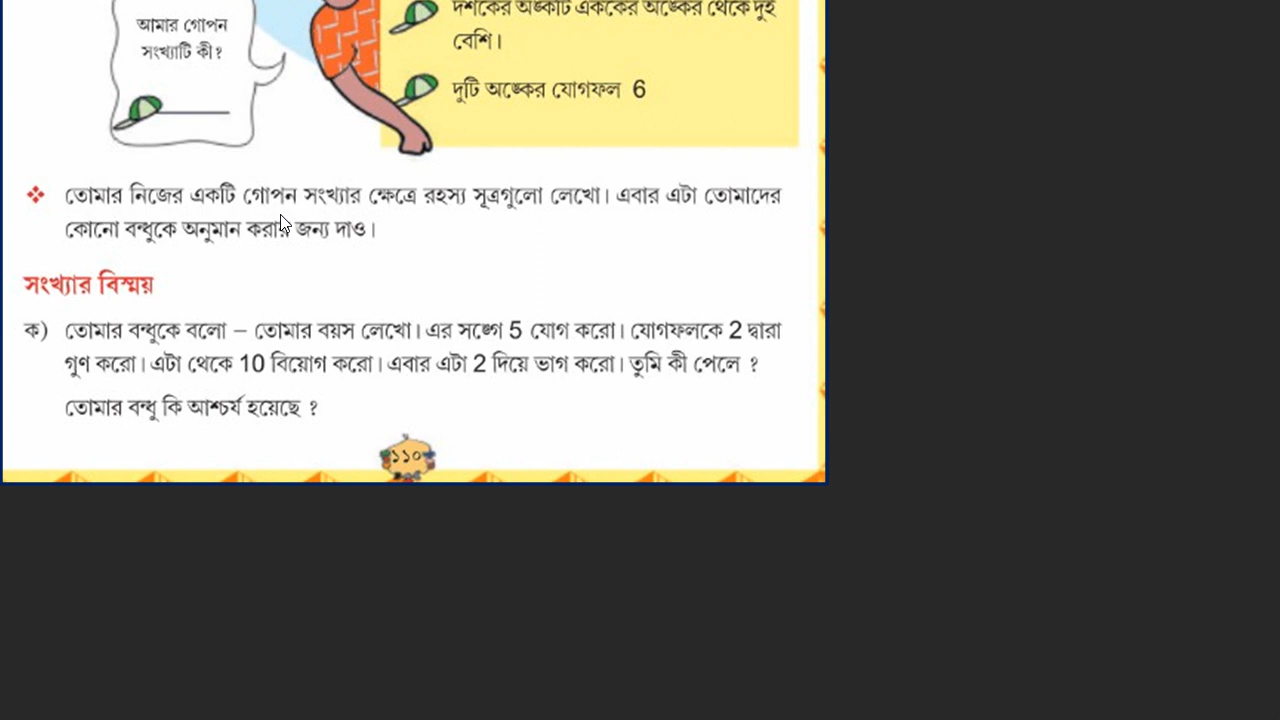 আমার গোপন
সংখ্যাটি কী?
দশকের অঙ্কটি এককের অঙ্কের থেকে দুই
বেশি।
দুটি অঙ্কের যোগফল 6
❖ তোমার নিজের একটি গোপন সংখ্যার ক্ষেত্রে রহস্য সূত্রগুলো লেখো। এবার এটা তোমাদের
কোনো বন্ধুকে অনুমান করার জন্য দাও।
সংখ্যার বিস্ময়
ক) তোমার বন্ধুকে বলো – তোমার বয়স লেখো। এর সঙ্গে 5 যোগ করো। যোগফলকে 2 দ্বারা
গুণ করো। এটা থেকে 10 বিয়োগ করো। এবার এটা 2 দিয়ে ভাগ করো। তুমি কী পেলে ?
তোমার বন্ধু কি আশ্চর্য হয়েছে ?
১১০